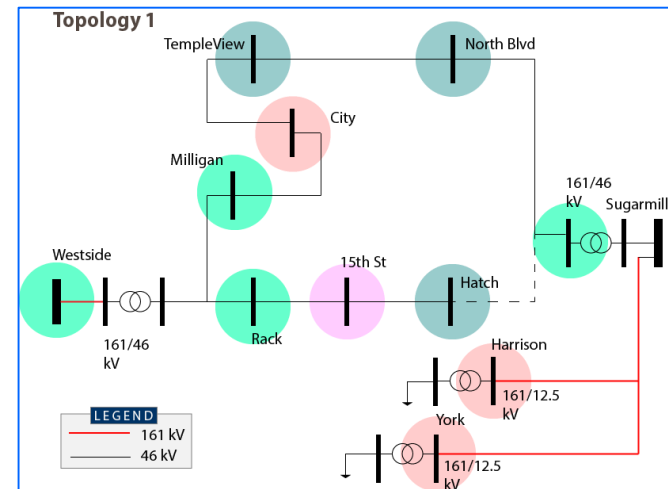 Topology 1
TempleView
North Blvd
City
Milligan
161/46
kV
Sugarmill
Westside
15th St
Hatch
Rack
161/46
kV
Harrison
161/12.5
kV
York
161/12.5
kV
LEGEND
161 kV
46 kV